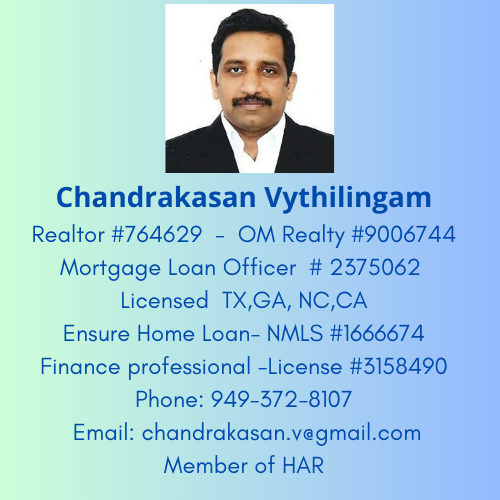 Chandrakasan Vythilingam
Realtor #764629 - OM Realty #9006744
Mortgage Loan Officer # 2375062
Licensed TX,GA, NC,CA
Ensure Home Loan- NMLS #1666674
Finance professional -License #3158490
Phone: 949-372-8107
Email: chandrakasan.v@gmail.com
Member of HAR